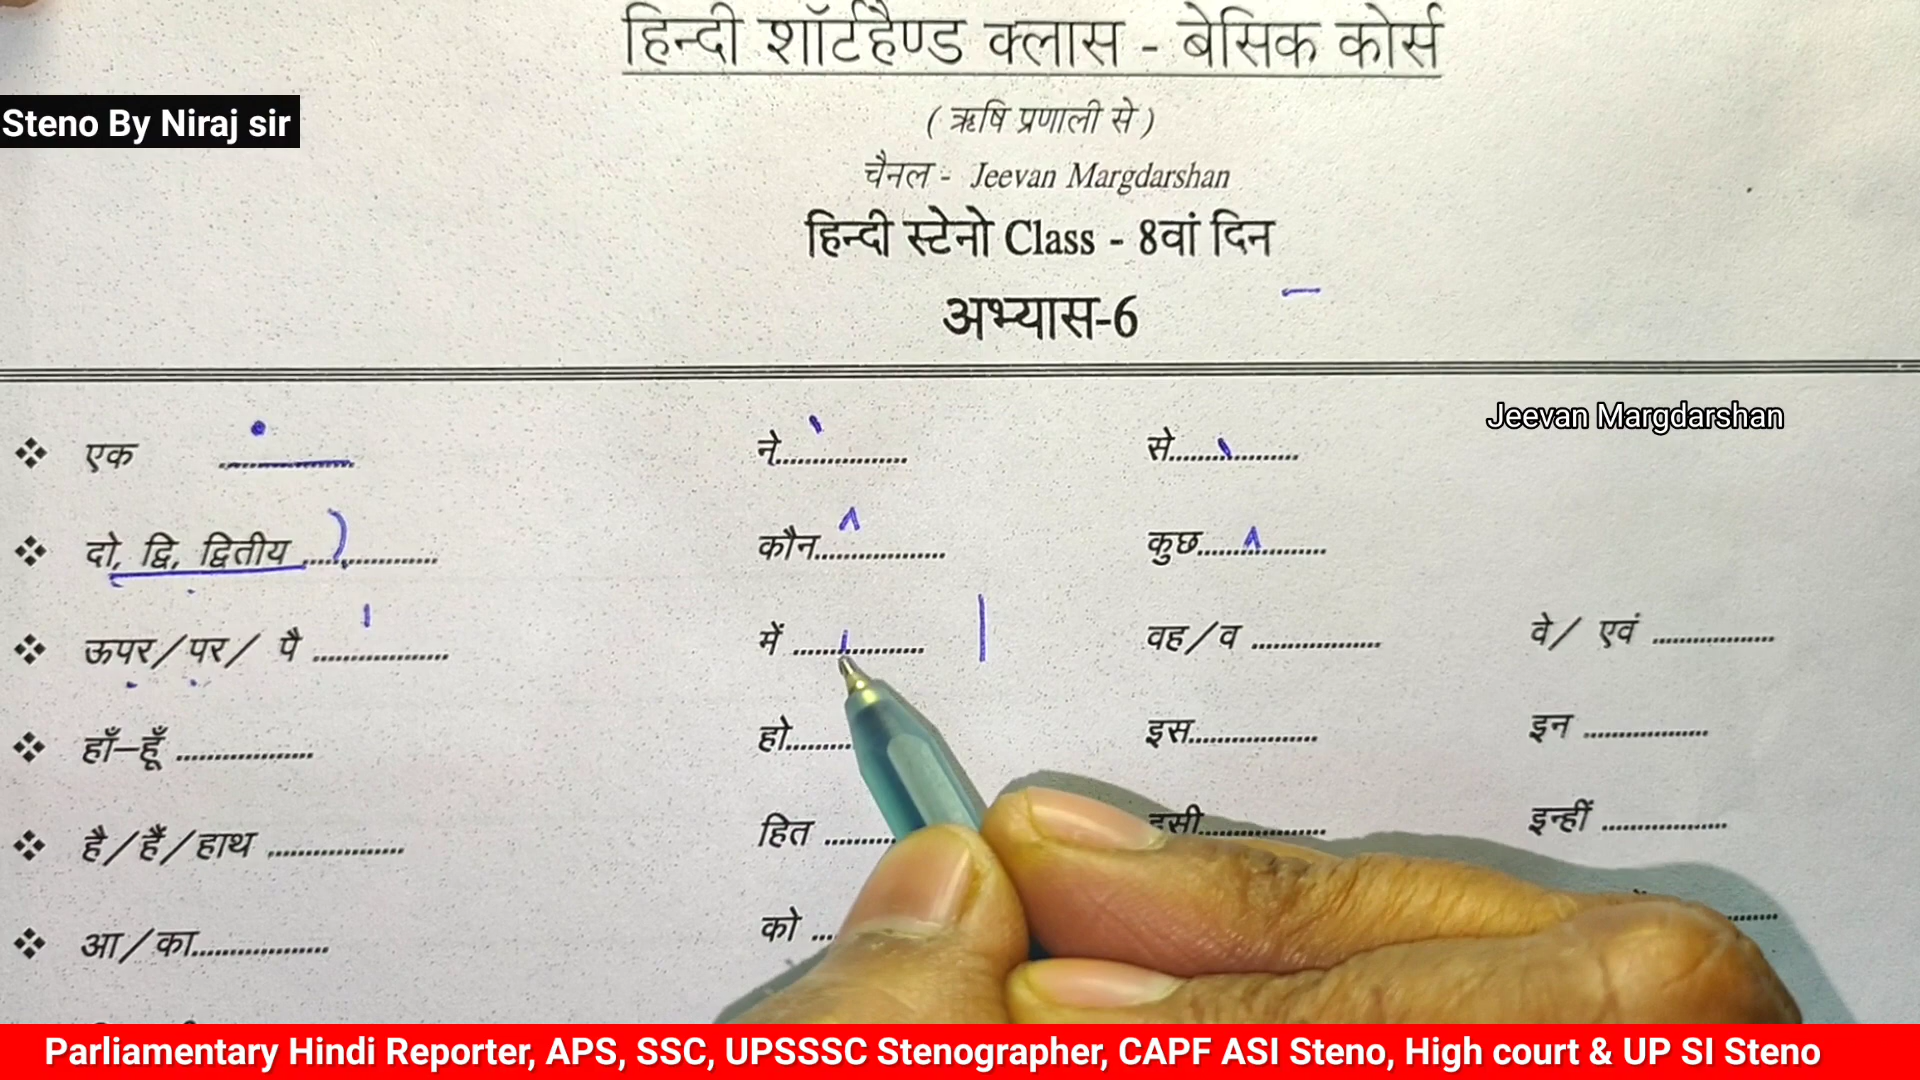 हिन्दी शॉर्टहैण्ड क्लास - बेसिक कोर्स
Steno By Niraj sir
( ऋषि प्रणाली से )
चैनल - Jeevan Margdarshan
हिन्दी स्टेनो Class - 8वां दिन
अभ्यास-6
Jeevan Margdarshan
❖ एक .................. ने.................. से..................
❖ दो, द्वि, द्वितीय .................. कौन.................. कुछ..................
❖ ऊपर/पर/ पै .................. में .................. वह/व .................. वे/ एवं ..................
❖ हाँ–हूँ .................. हो......... इस.................. इन ..................
❖ है/हैं/हाथ .................. हित .......... इसी.................. इन्हीं ..................
❖ आ/का.................. को ....
Parliamentary Hindi Reporter, APS, SSC, UPSSSC Stenographer, CAPF ASI Steno, High court & UP SI Steno